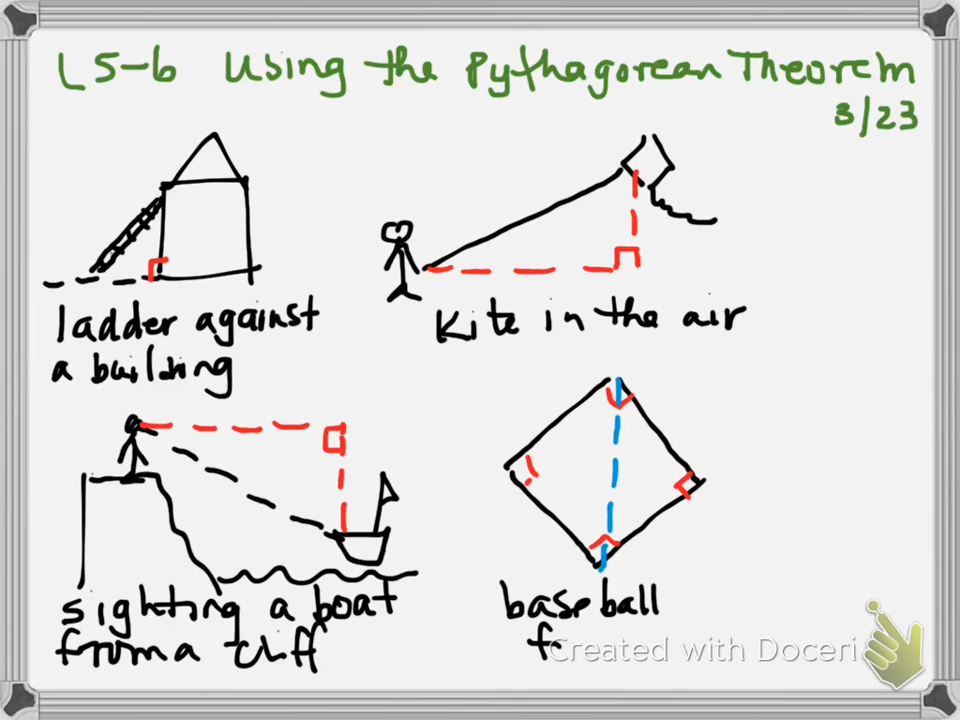 L5-6 Using the Pythagorean Theorem
3/23
ladder against
a building
Kite in the air
sighting a boat
from a cliff
baseball
f
Created with Doceri